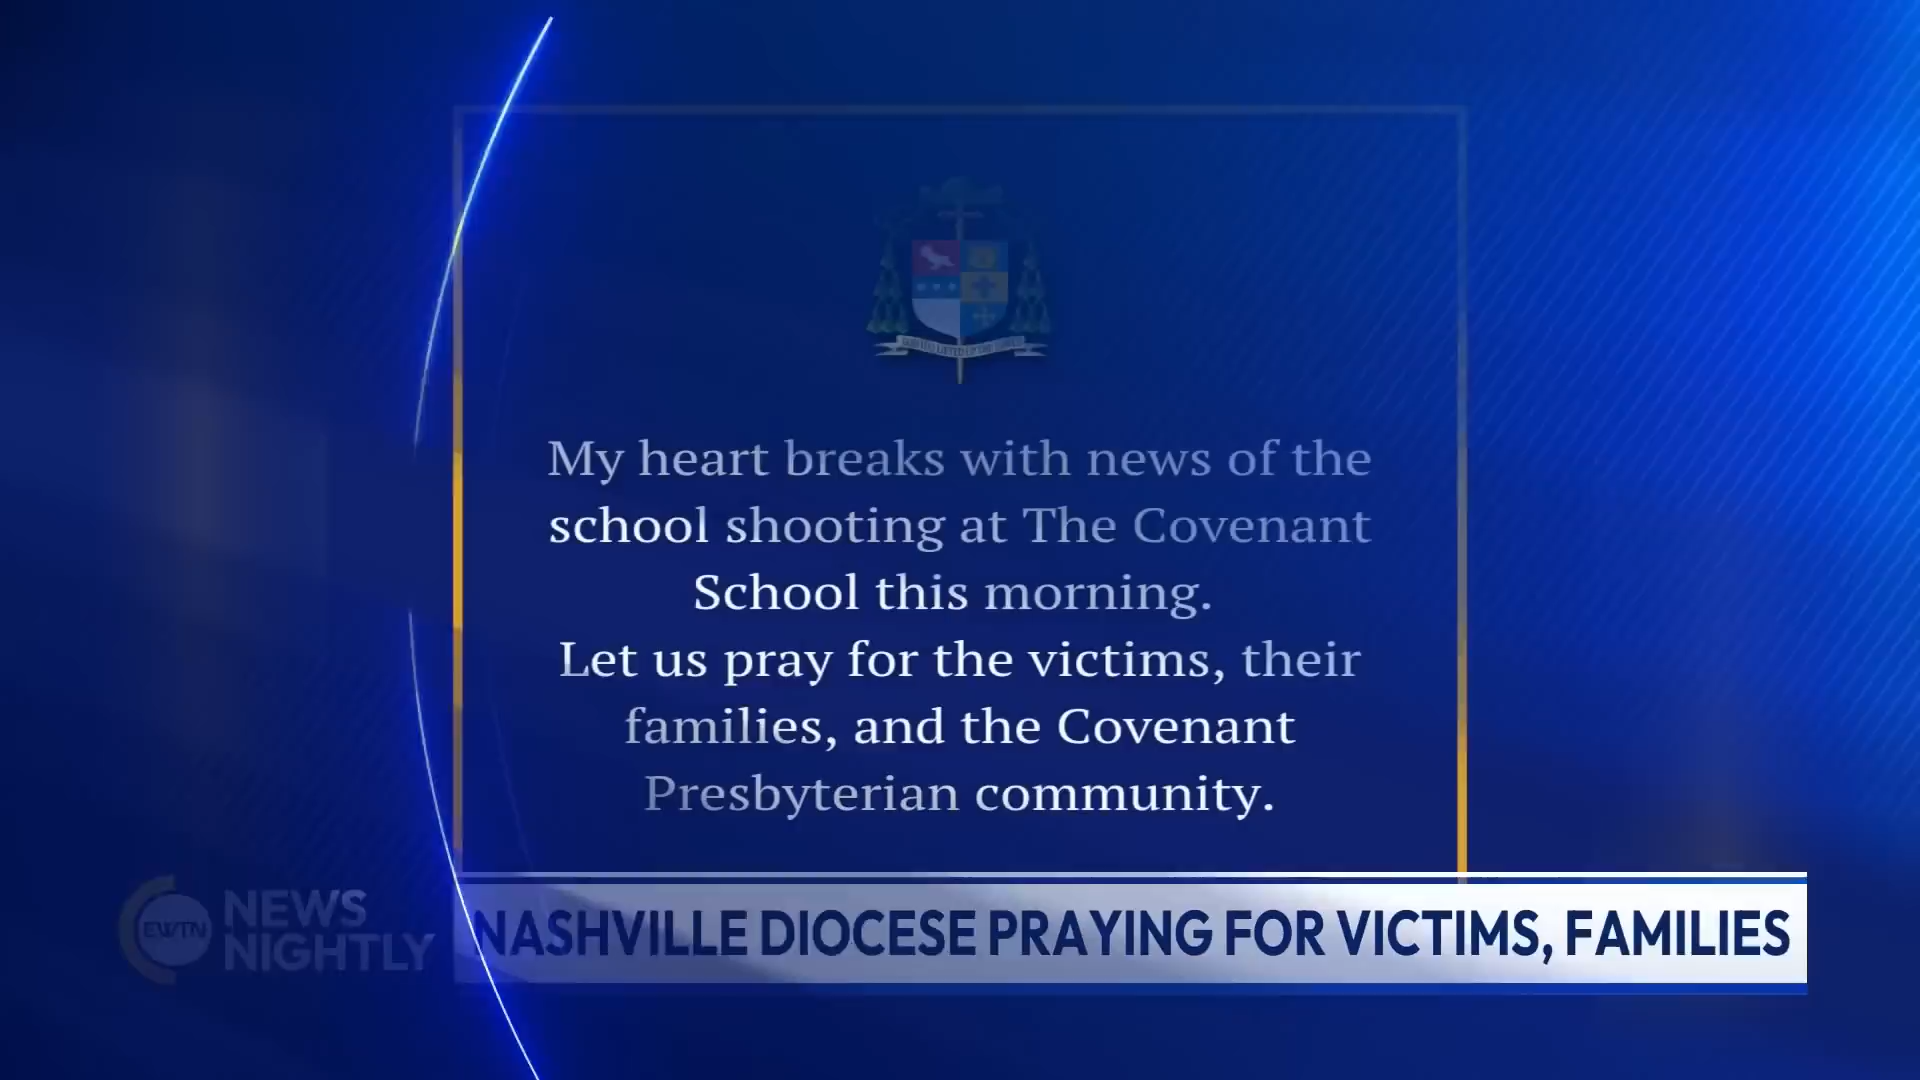 My heart breaks with news of the
school shooting at The Covenant
School this morning.
Let us pray for the victims, their
families, and the Covenant
Presbyterian community.
EWTN
NEWS
NIGHTLY
NASHVILLE DIOCESE PRAYING FOR VICTIMS, FAMILIES